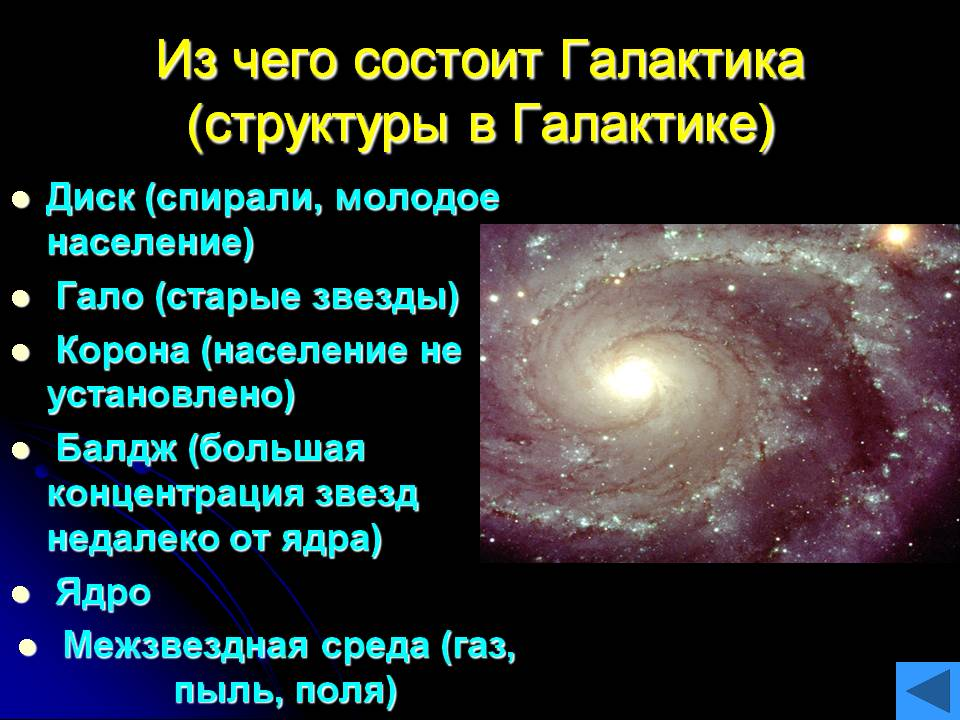 Из чего состоит Галактика
(структуры в Галактике)
Диск (спирали, молодое
население)
Гало (старые звезды)
Корона (население не
установлено)
Балдж (большая
концентрация звезд
недалеко от ядра)
Ядро
Межзвездная среда (газ,
пыль, поля)